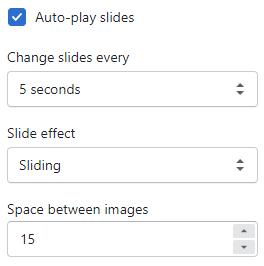 Auto-play slides
Change slides every
5 seconds
Slide effect
Sliding
Space between images
15